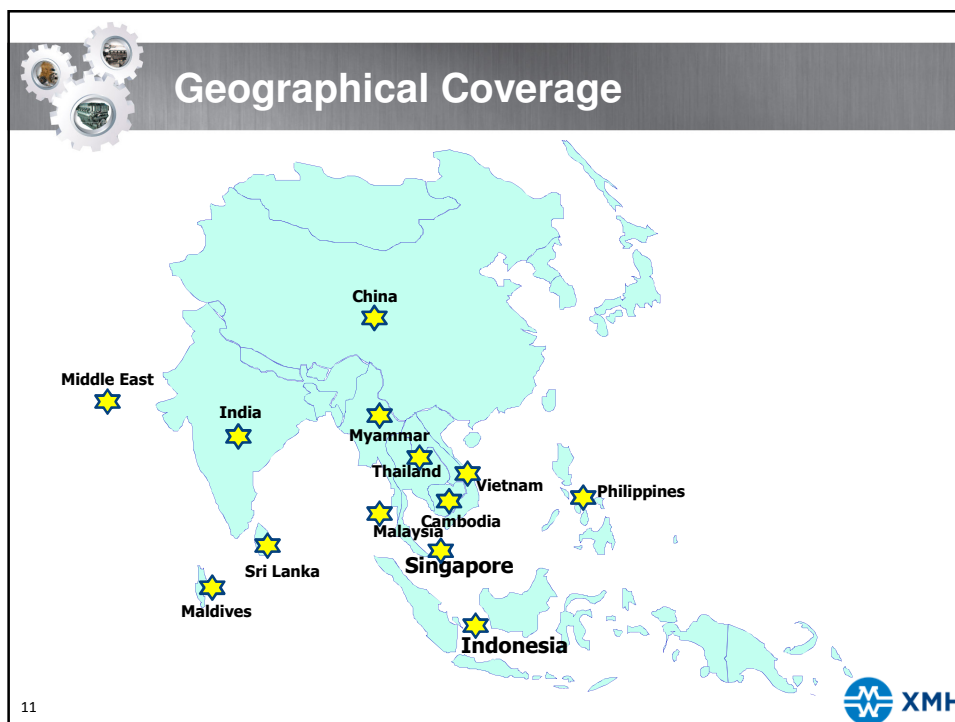 Geographical Coverage
China
Middle East
India
Myammar
Thailand
Vietnam
Philippines
Cambodia
Malaysia
Singapore
Sri Lanka
Maldives
Indonesia
11
XMH